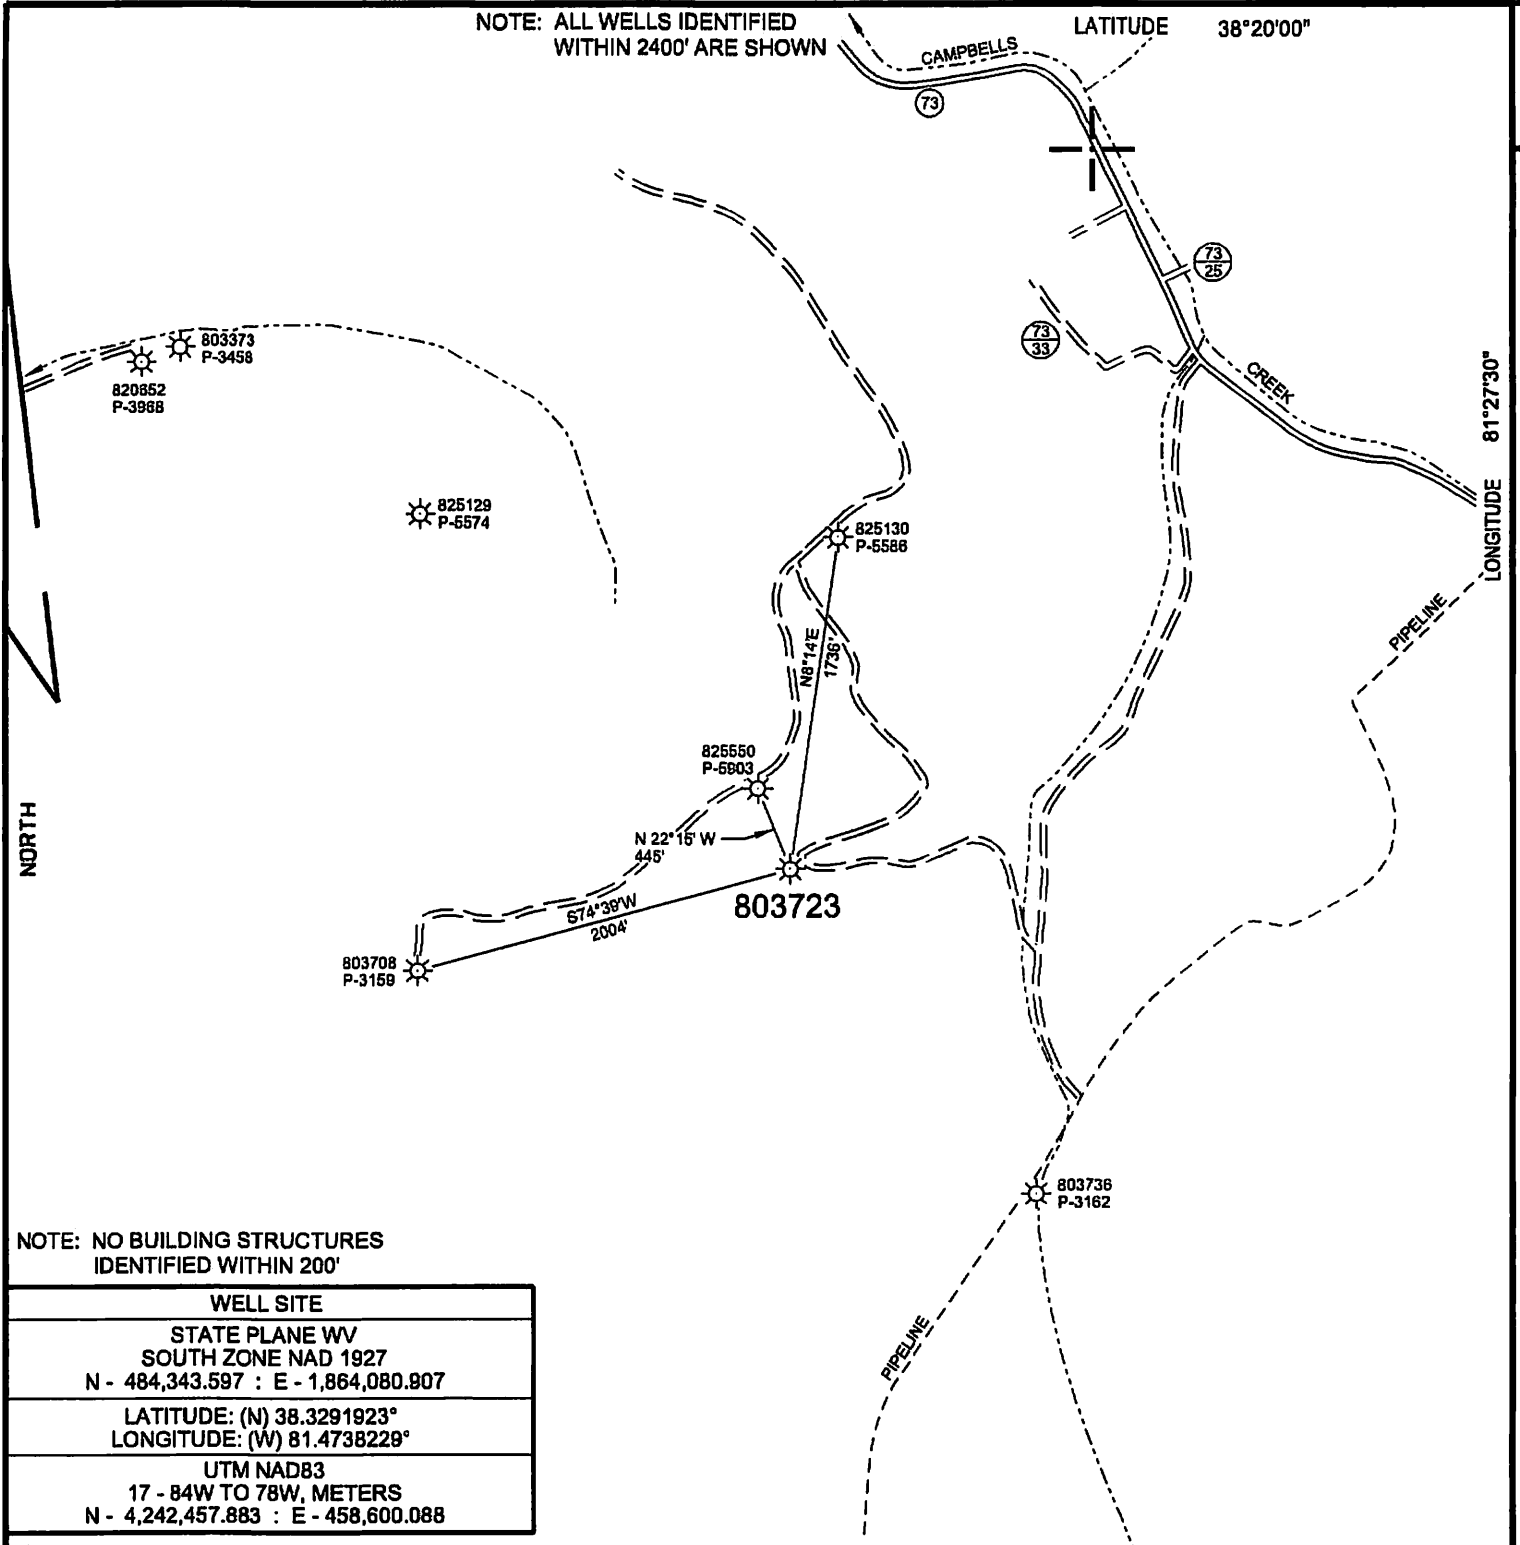 NOTE: ALL WELLS IDENTIFIED
WITHIN 2400' ARE SHOWN
LATITUDE 38°20'00"
CAMPBELLS
73
73
25
73
33
CREEK
LONGITUDE 81°27'30"
803373
P-3458
820652
P-3968
825129
P-5574
825130
P-5586
PIPELINE
N8°14'E
1736'
825550
P-5903
N 22°15' W
445'
NORTH
803723
S74°39'W
2004'
803708
P-3159
803736
P-3162
PIPELINE
NOTE: NO BUILDING STRUCTURES
IDENTIFIED WITHIN 200'
WELL SITE
STATE PLANE WV
SOUTH ZONE NAD 1927
N - 484,343.597 : E - 1,864,080.907
LATITUDE: (N) 38.3291923°
LONGITUDE: (W) 81.4738229°
UTM NAD83
17 - 84W TO 78W, METERS
N - 4,242,457.883 : E - 458,600.088